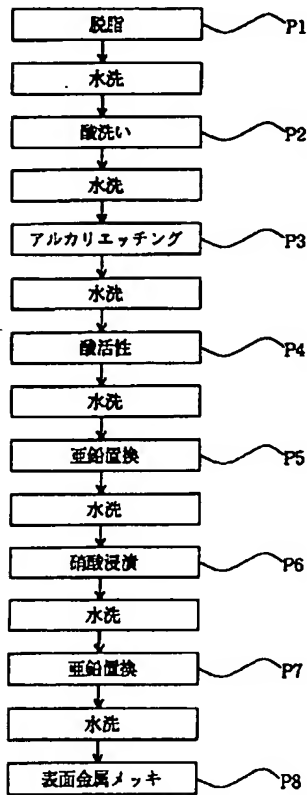 脱脂 P1
水洗
酸洗い P2
水洗
アルカリエッチング P3
水洗
酸活性 P4
水洗
亜鉛置換 P5
水洗
硝酸浸漬 P6
水洗
亜鉛置換 P7
水洗
表面金属メッキ P8